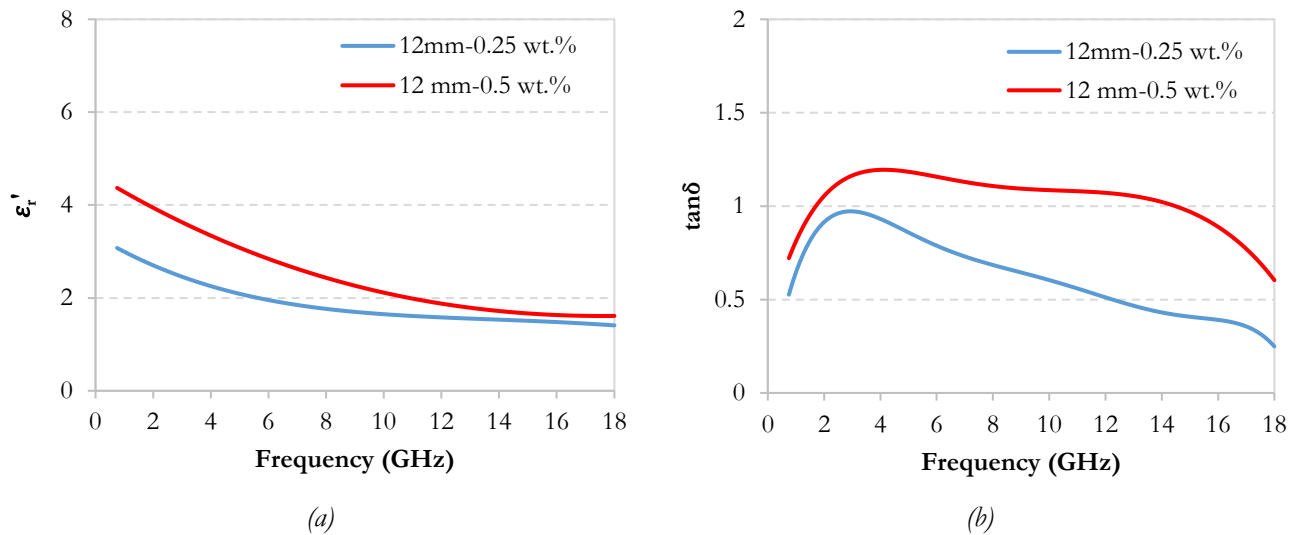 8
6
4
2
0
εr'
12mm-0.25 wt.%
12 mm-0.5 wt.%
0 2 4 6 8 10 12 14 16 18
Frequency (GHz)
(a)
2
1.5
1
0.5
0
tanδ
12mm-0.25 wt.%
12 mm-0.5 wt.%
0 2 4 6 8 10 12 14 16 18
Frequency (GHz)
(b)